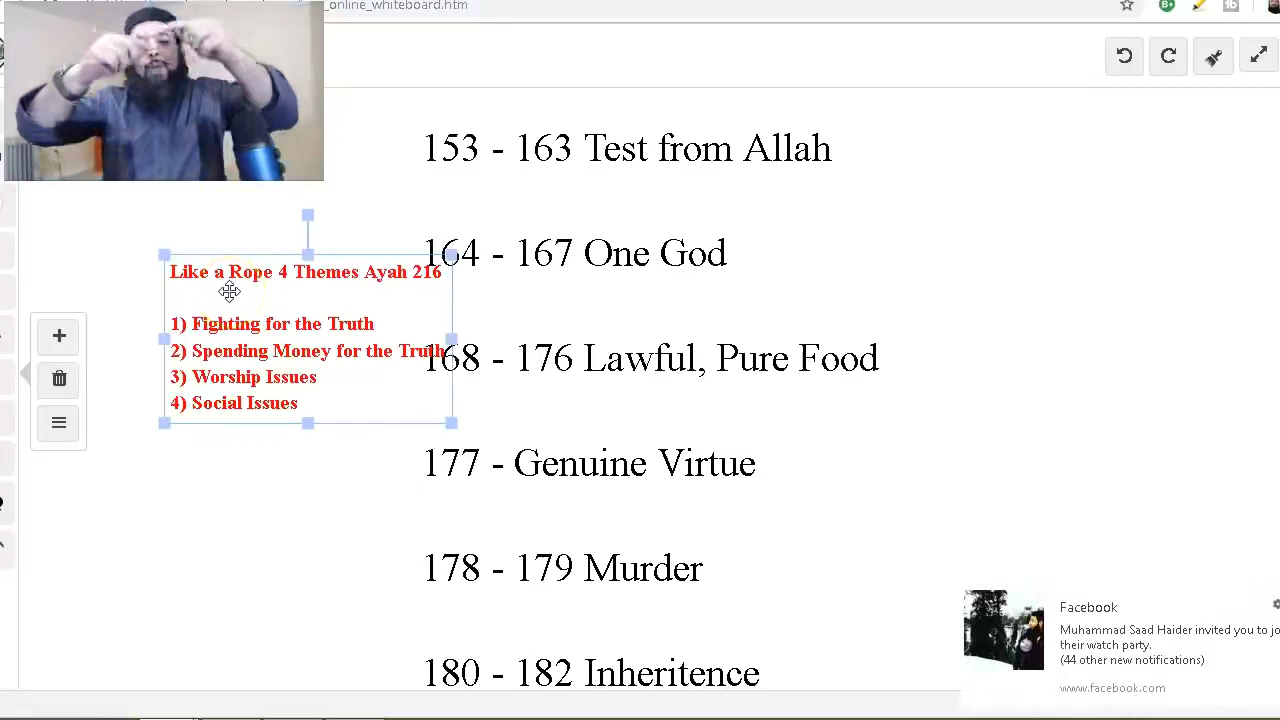 _online_whiteboard.htm
153 - 163 Test from Allah
164 - 167 One God
Like a Rope 4 Themes Ayah 216
1) Fighting for the Truth
2) Spending Money for the Truth
3) Worship Issues
4) Social Issues
168 - 176 Lawful, Pure Food
177 - Genuine Virtue
178 - 179 Murder
180 - 182 Inheritence
Facebook
Muhammad Saad Haider invited you to jo
their watch party.
(44 other new notifications)
www.facebook.com